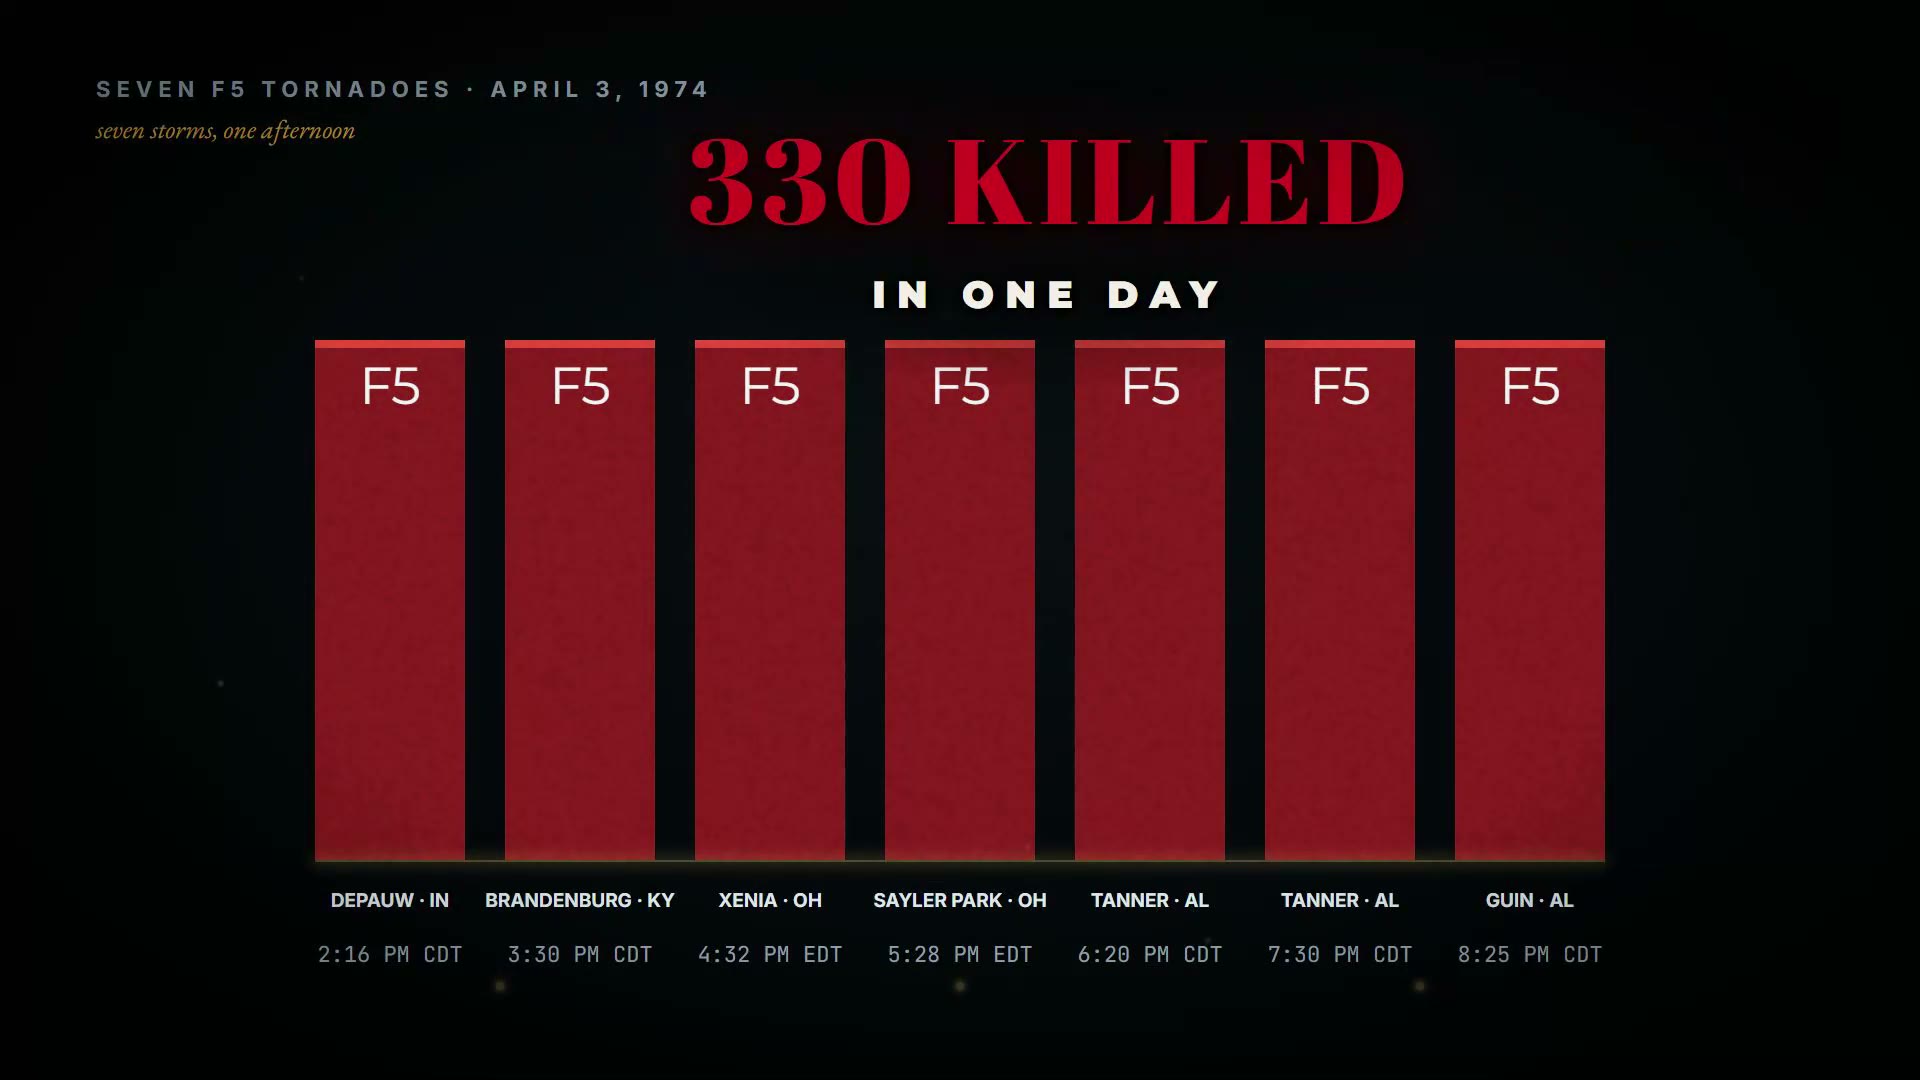 SEVEN F5 TORNADOES · APRIL 3, 1974
seven storms, one afternoon
330 KILLED
IN ONE DAY
F5 F5 F5 F5 F5 F5 F5
DEPAUW · IN BRANDENBURG · KY XENIA · OH SAYLER PARK · OH TANNER · AL TANNER · AL GUIN · AL
2:16 PM CDT 3:30 PM CDT 4:32 PM EDT 5:28 PM EDT 6:20 PM CDT 7:30 PM CDT 8:25 PM CDT